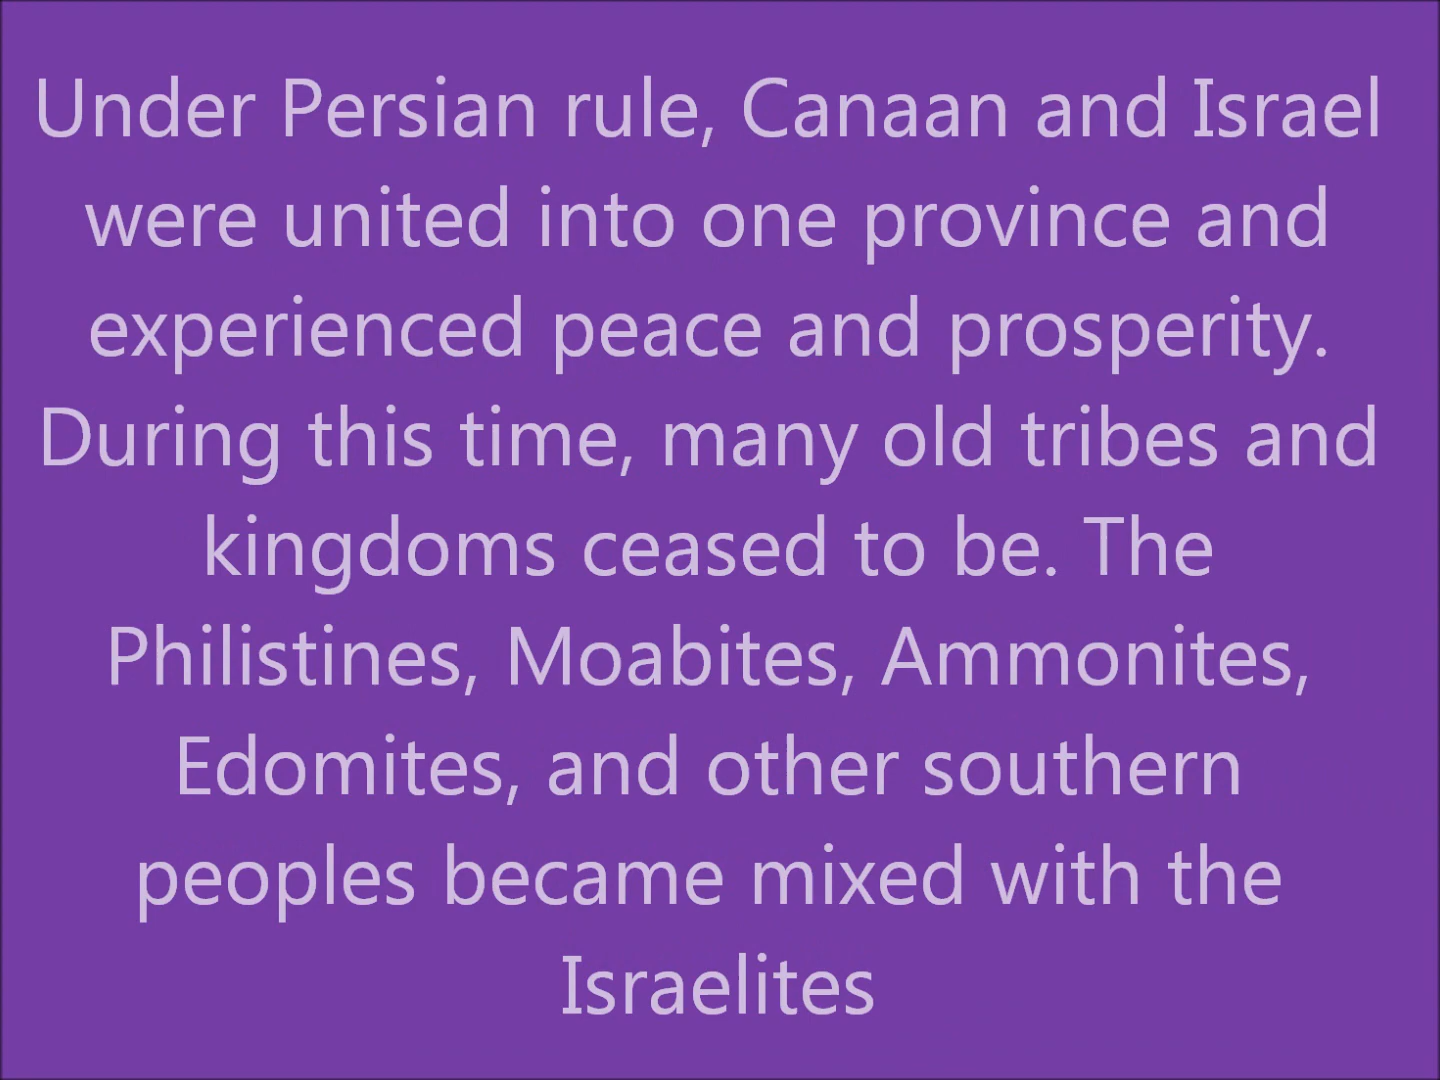 Under Persian rule, Canaan and Israel
were united into one province and
experienced peace and prosperity.
During this time, many old tribes and
kingdoms ceased to be. The
Philistines, Moabites, Ammonites,
Edomites, and other southern
peoples became mixed with the
Israelites